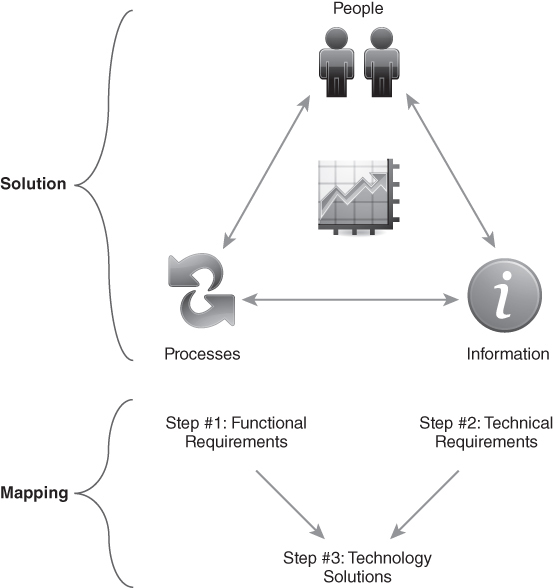 People
Solution
Processes
Information
Step #1: Functional
Requirements
Step #2: Technical
Requirements
Mapping
Step #3: Technology
Solutions